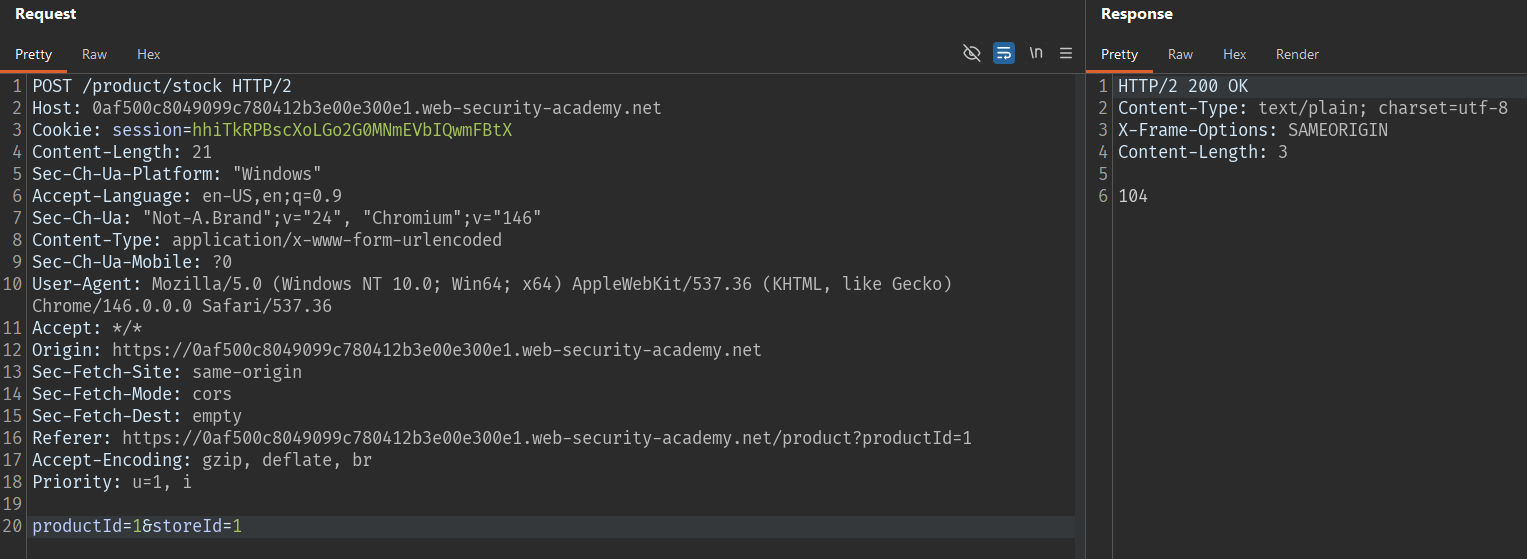 Request
Pretty Raw Hex
\n
1 POST /product/stock HTTP/2
2 Host: 0af500c8049099c780412b3e00e300e1.web-security-academy.net
3 Cookie: session=hhiTkRPBscXoLGo2G0MNmEVbIQwmFBtX
4 Content-Length: 21
5 Sec-Ch-Ua-Platform: "Windows"
6 Accept-Language: en-US,en;q=0.9
7 Sec-Ch-Ua: "Not-A.Brand";v="24", "Chromium";v="146"
8 Content-Type: application/x-www-form-urlencoded
9 Sec-Ch-Ua-Mobile: ?0
10 User-Agent: Mozilla/5.0 (Windows NT 10.0; Win64; x64) AppleWebKit/537.36 (KHTML, like Gecko)
Chrome/146.0.0.0 Safari/537.36
11 Accept: */*
12 Origin: https://0af500c8049099c780412b3e00e300e1.web-security-academy.net
13 Sec-Fetch-Site: same-origin
14 Sec-Fetch-Mode: cors
15 Sec-Fetch-Dest: empty
16 Referer: https://0af500c8049099c780412b3e00e300e1.web-security-academy.net/product?productId=1
17 Accept-Encoding: gzip, deflate, br
18 Priority: u=1, i
19
20 productId=1&storeId=1
Response
Pretty Raw Hex Render
1 HTTP/2 200 OK
2 Content-Type: text/plain; charset=utf-8
3 X-Frame-Options: SAMEORIGIN
4 Content-Length: 3
5
6 104